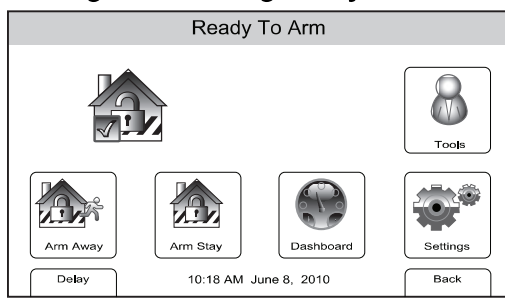 Ready To Arm
Tools
Arm Away
Arm Stay
Dashboard
Settings
Delay
10:18 AM June 8, 2010
Back